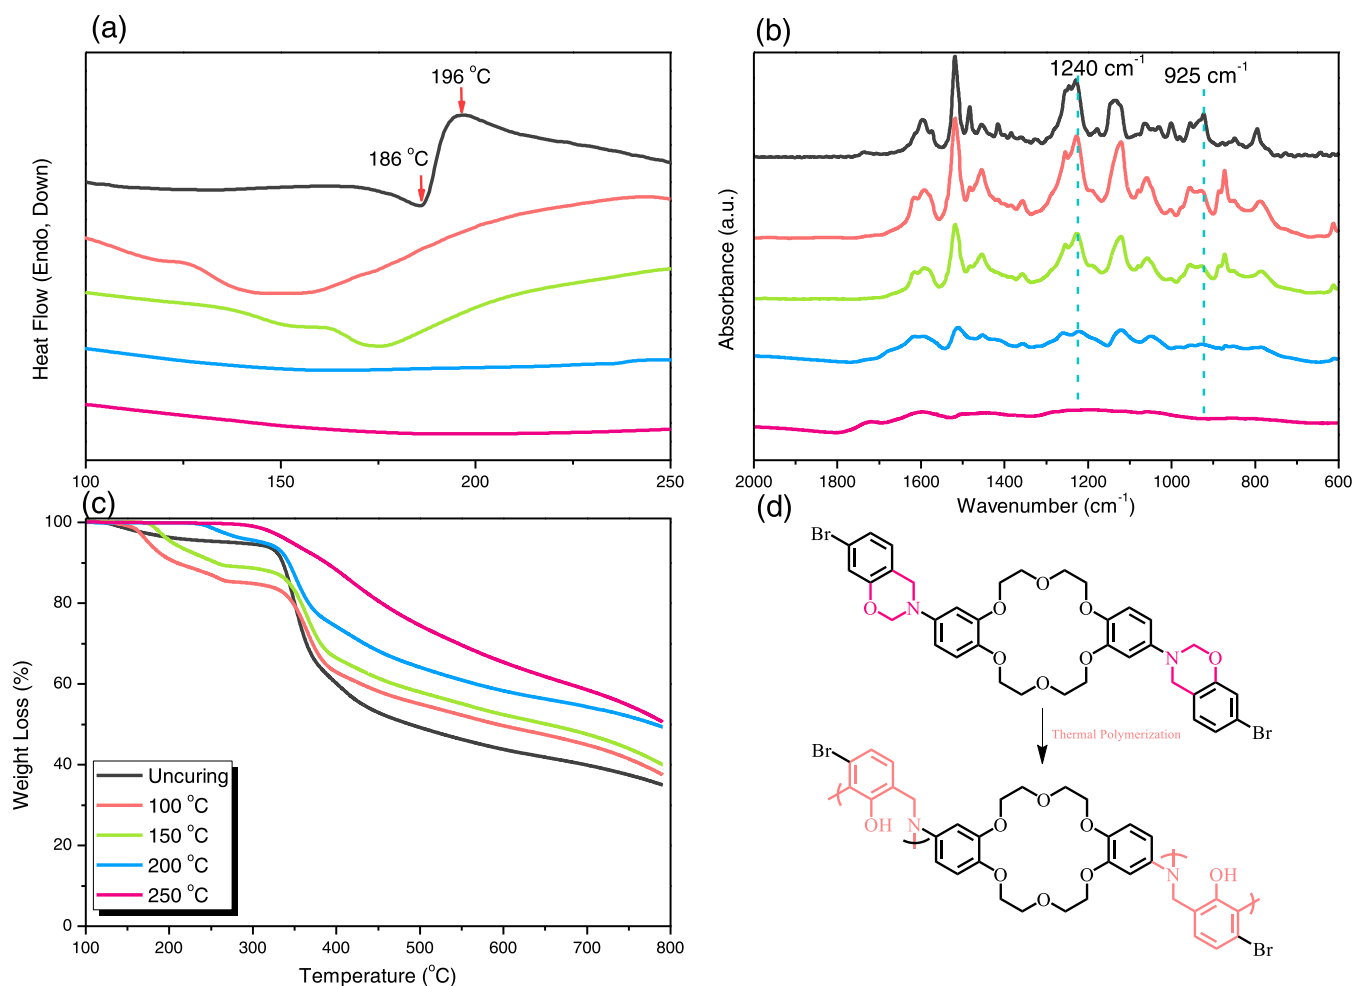 (a)
196 °C
186 °C
Heat Flow (Endo, Down)
100 150 200 250
(b)
1240 cm⁻¹
925 cm⁻¹
Absorbance (a.u.)
2000 1800 1600 1400 1200 1000 800 600
Wavenumber (cm⁻¹)
(c)
100
80
60
40
20
0
Weight Loss (%)
Uncuring
100 °C
150 °C
200 °C
250 °C
100 200 300 400 500 600 700 800
Temperature (°C)
(d)
Br
O
N
O
O
O
O
O
O
N
O
Br
Thermal Polymerization
Br
OH
N
O
O
O
O
O
O
N
OH
Br